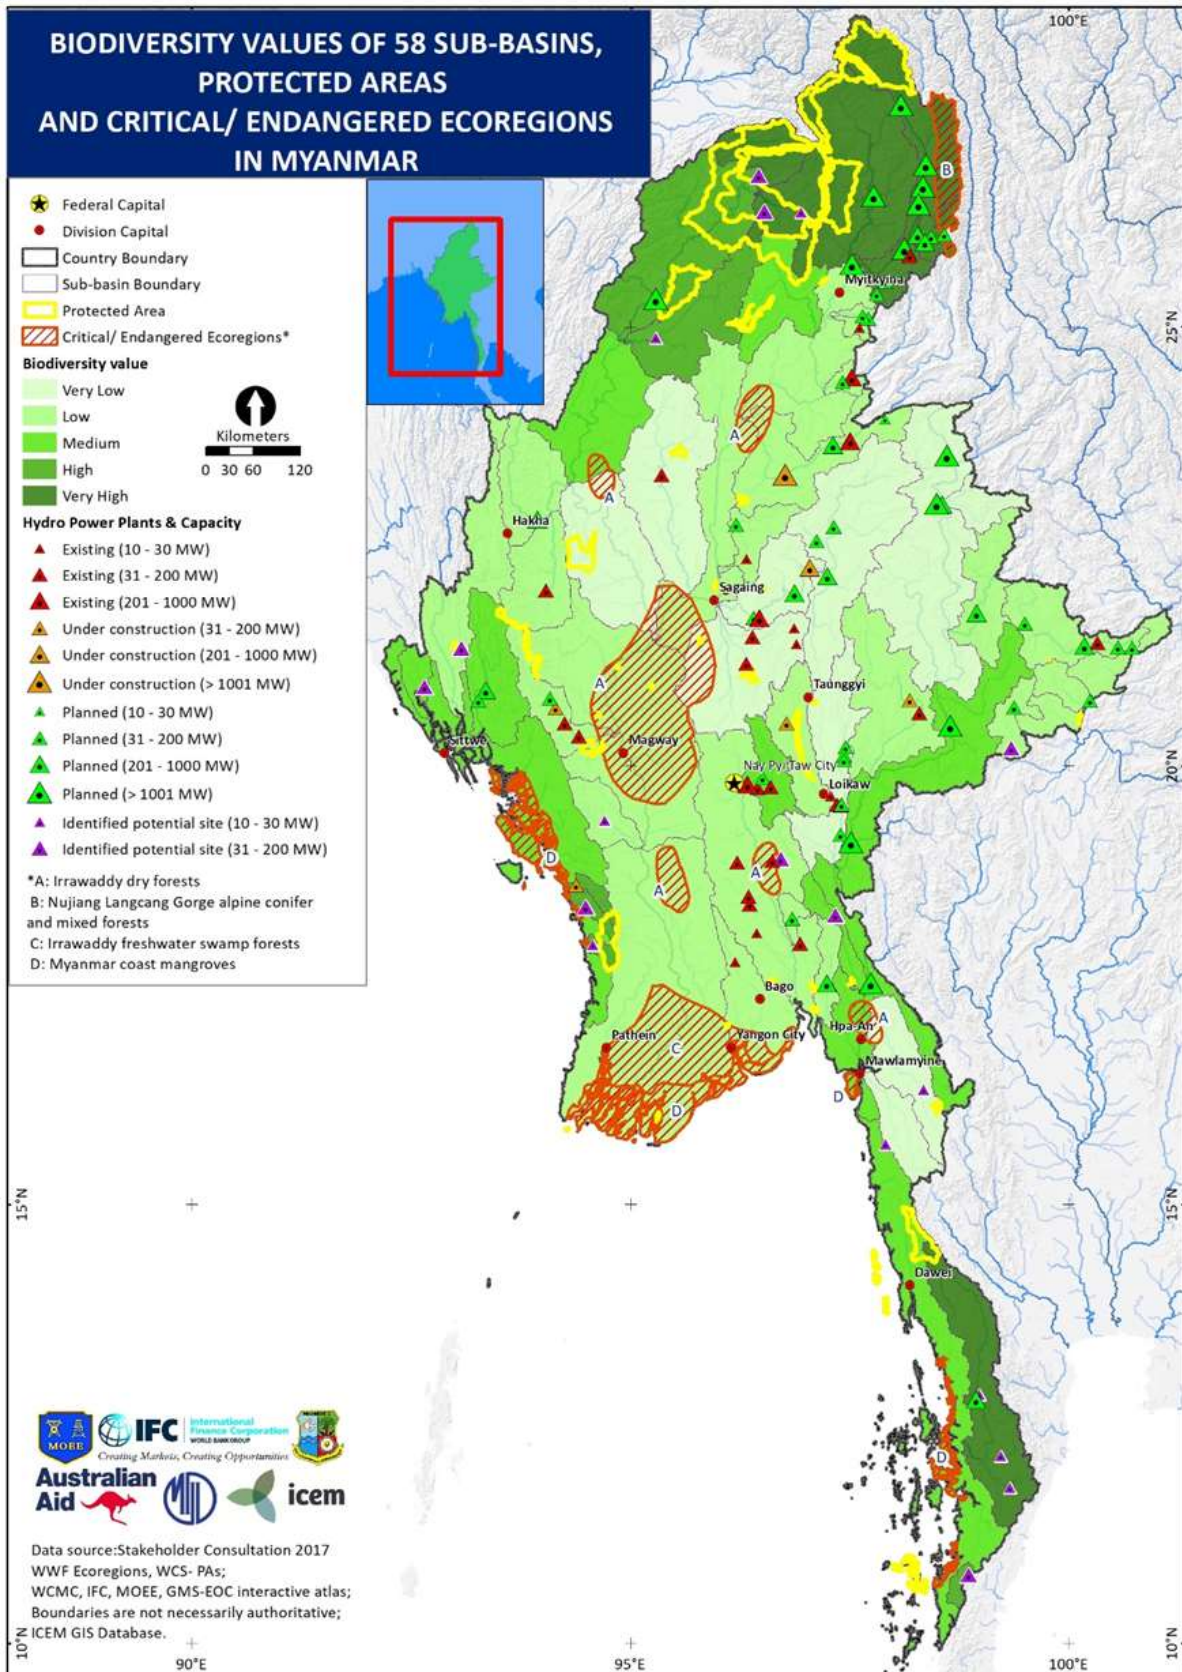 BIODIVERSITY VALUES OF 58 SUB-BASINS,
PROTECTED AREAS
AND CRITICAL/ ENDANGERED ECOREGIONS
IN MYANMAR
Federal Capital
Division Capital
Country Boundary
Sub-basin Boundary
Protected Area
Critical/ Endangered Ecoregions*
Biodiversity value
Very Low
Low
Medium
High
Very High
Kilometers
0 30 60 120
Hydro Power Plants & Capacity
Existing (10 - 30 MW)
Existing (31 - 200 MW)
Existing (201 - 1000 MW)
Under construction (31 - 200 MW)
Under construction (201 - 1000 MW)
Under construction (> 1001 MW)
Planned (10 - 30 MW)
Planned (31 - 200 MW)
Planned (201 - 1000 MW)
Planned (> 1001 MW)
Identified potential site (10 - 30 MW)
Identified potential site (31 - 200 MW)
*A: Irrawaddy dry forests
B: Nujiang Langcang Gorge alpine conifer
and mixed forests
C: Irrawaddy freshwater swamp forests
D: Myanmar coast mangroves
100°E
B
Myitkyina
25°N
A
A
Hakha
Sagaing
A
Taunggyi
Sittwe
Magway
Nay Pyi Taw City
20°N
Loikaw
D
A
A
Bago
Hpa-An
A
Pathein
Yangon City
C
Mawlamyine
D
D
15°N
15°N
Dawei
D
MOEE
IFC
International
Finance Corporation
WORLD BANK GROUP
Creating Markets, Creating Opportunities
Australian
Aid
icem
Data source:Stakeholder Consultation 2017
WWF Ecoregions, WCS- PAs;
WCMC, IFC, MOEE, GMS-EOC interactive atlas;
Boundaries are not necessarily authoritative;
ICEM GIS Database.
10°N
10°N
90°E
95°E
100°E